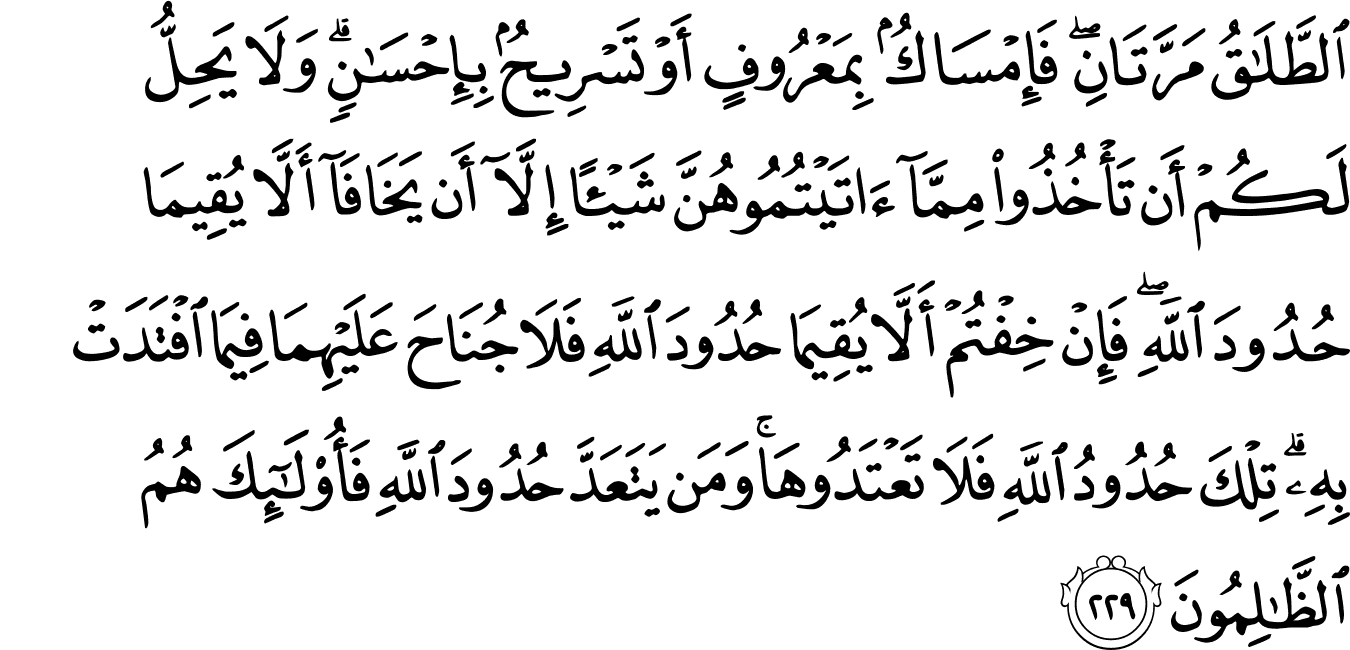 ٱلطَّلَـٰقُ مَرَّتَانِ ۖ فَإِمْسَاكٌۢ بِمَعْرُوفٍ أَوْ تَسْرِيحٌۢ بِإِحْسَـٰنٍ ۗ وَلَا يَحِلُّ
لَكُمْ أَن تَأْخُذُوا۟ مِمَّآ ءَاتَيْتُمُوهُنَّ شَيْـًٔا إِلَّآ أَن يَخَافَآ أَلَّا يُقِيمَا
حُدُودَ ٱللَّهِ ۖ فَإِنْ خِفْتُمْ أَلَّا يُقِيمَا حُدُودَ ٱللَّهِ فَلَا جُنَاحَ عَلَيْهِمَا فِيمَا ٱفْتَدَتْ
بِهِۦ ۗ تِلْكَ حُدُودُ ٱللَّهِ فَلَا تَعْتَدُوهَا ۚ وَمَن يَتَعَدَّ حُدُودَ ٱللَّهِ فَأُو۟لَـٰٓئِكَ هُمُ
ٱلظَّـٰلِمُونَ ٢٢٩